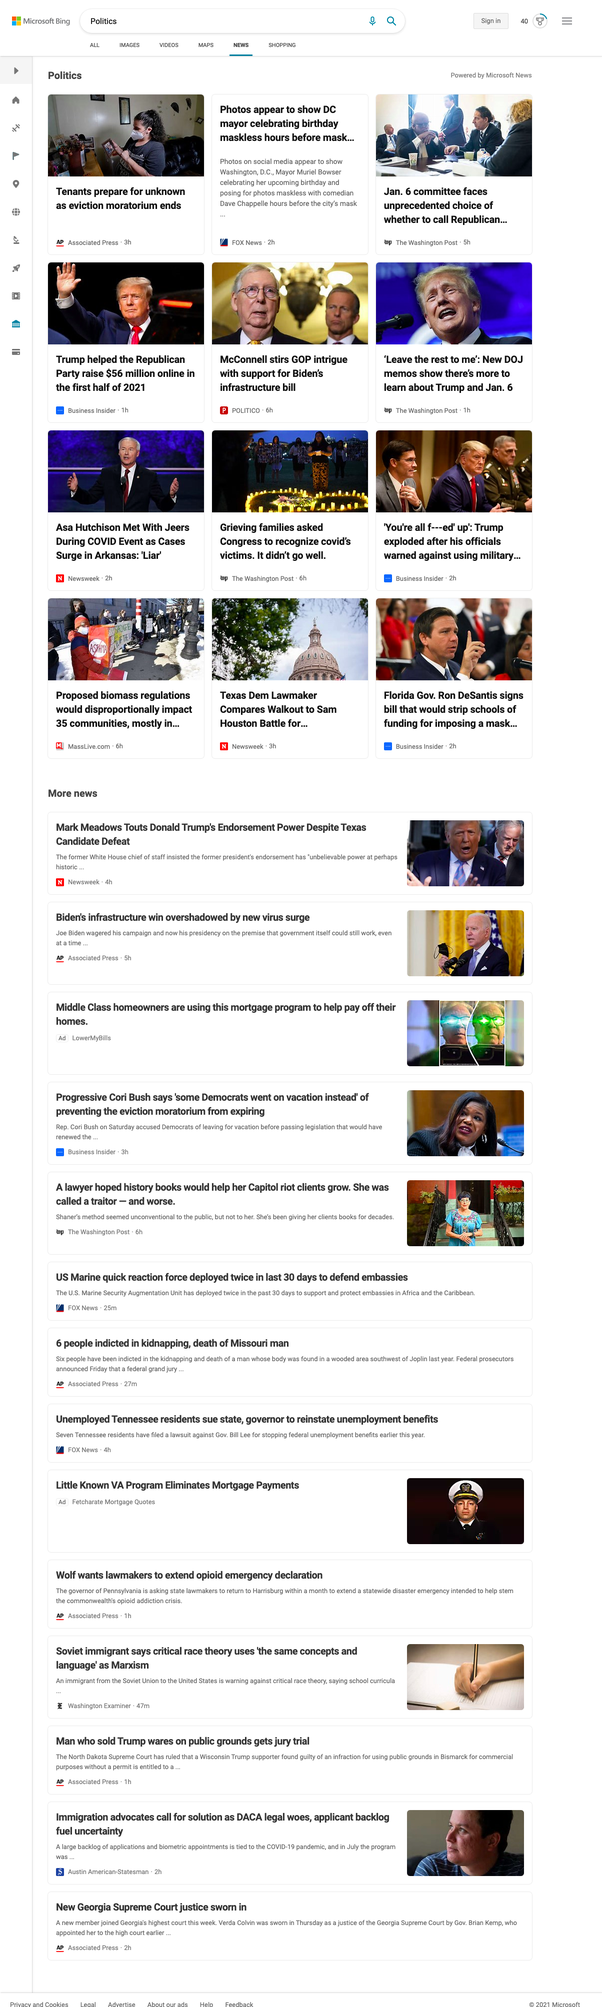 Microsoft Bing
Politics
Sign in
40
ALL
IMAGES
VIDEOS
MAPS
NEWS
SHOPPING
Politics
Powered by Microsoft News
Tenants prepare for unknown
as eviction moratorium ends
AP Associated Press · 3h
Photos appear to show DC
mayor celebrating birthday
maskless hours before mask...
Photos on social media appear to show
Washington, D.C., Mayor Muriel Bowser
celebrating her upcoming birthday and
posing for photos maskless with comedian
Dave Chappelle hours before the city's mask
...
FOX News · 2h
Jan. 6 committee faces
unprecedented choice of
whether to call Republican...
wp The Washington Post · 5h
Trump helped the Republican
Party raise $56 million online in
the first half of 2021
Business Insider · 1h
McConnell stirs GOP intrigue
with support for Biden's
infrastructure bill
P POLITICO · 6h
'Leave the rest to me': New DOJ
memos show there's more to
learn about Trump and Jan. 6
wp The Washington Post · 1h
Asa Hutchison Met With Jeers
During COVID Event as Cases
Surge in Arkansas: 'Liar'
N Newsweek · 2h
Grieving families asked
Congress to recognize covid's
victims. It didn't go well.
wp The Washington Post · 6h
'You're all f---ed up': Trump
exploded after his officials
warned against using military...
Business Insider · 2h
Proposed biomass regulations
would disproportionally impact
35 communities, mostly in...
MassLive.com · 6h
Texas Dem Lawmaker
Compares Walkout to Sam
Houston Battle for...
N Newsweek · 3h
Florida Gov. Ron DeSantis signs
bill that would strip schools of
funding for imposing a mask...
Business Insider · 2h
More news
Mark Meadows Touts Donald Trump's Endorsement Power Despite Texas
Candidate Defeat
The former White House chief of staff insisted the former president's endorsement has "unbelievable power at perhaps
historic ...
N Newsweek · 4h
Biden's infrastructure win overshadowed by new virus surge
Joe Biden wagered his campaign and now his presidency on the premise that government itself could still work, even
at a time ...
AP Associated Press · 5h
Middle Class homeowners are using this mortgage program to help pay off their
homes.
Ad LowerMyBills
Progressive Cori Bush says 'some Democrats went on vacation instead' of
preventing the eviction moratorium from expiring
Rep. Cori Bush on Saturday accused Democrats of leaving for vacation before passing legislation that would have
renewed the ...
Business Insider · 3h
A lawyer hoped history books would help her Capitol riot clients grow. She was
called a traitor — and worse.
Shaner's method seemed unconventional to the public, but not to her. She's been giving her clients books for decades.
wp The Washington Post · 6h
US Marine quick reaction force deployed twice in last 30 days to defend embassies
The U.S. Marine Security Augmentation Unit has deployed twice in the past 30 days to support and protect embassies in Africa and the Caribbean.
FOX News · 25m
6 people indicted in kidnapping, death of Missouri man
Six people have been indicted in the kidnapping and death of a man whose body was found in a wooded area southwest of Joplin last year. Federal prosecutors
announced Friday that a federal grand jury ...
AP Associated Press · 27m
Unemployed Tennessee residents sue state, governor to reinstate unemployment benefits
Seven Tennessee residents have filed a lawsuit against Gov. Bill Lee for stopping federal unemployment benefits earlier this year.
FOX News · 4h
Little Known VA Program Eliminates Mortgage Payments
Ad Fetcharate Mortgage Quotes
Wolf wants lawmakers to extend opioid emergency declaration
The governor of Pennsylvania is asking state lawmakers to return to Harrisburg within a month to extend a statewide disaster emergency intended to help stem
the commonwealth's opioid addiction crisis.
AP Associated Press · 1h
Soviet immigrant says critical race theory uses 'the same concepts and
language' as Marxism
An immigrant from the Soviet Union to the United States is warning against critical race theory, saying school curricula
...
Washington Examiner · 47m
Man who sold Trump wares on public grounds gets jury trial
The North Dakota Supreme Court has ruled that a Wisconsin Trump supporter found guilty of an infraction for using public grounds in Bismarck for commercial
purposes without a permit is entitled to a ...
AP Associated Press · 1h
Immigration advocates call for solution as DACA legal woes, applicant backlog
fuel uncertainty
A large backlog of applications and biometric appointments is tied to the COVID-19 pandemic, and in July the program
was ...
Austin American-Statesman · 2h
New Georgia Supreme Court justice sworn in
A new member joined Georgia's highest court this week. Verda Colvin was sworn in Thursday as a justice of the Georgia Supreme Court by Gov. Brian Kemp, who
appointed her to the high court earlier ...
AP Associated Press · 2h
Privacy and Cookies
Legal
Advertise
About our ads
Help
Feedback
© 2021 Microsoft